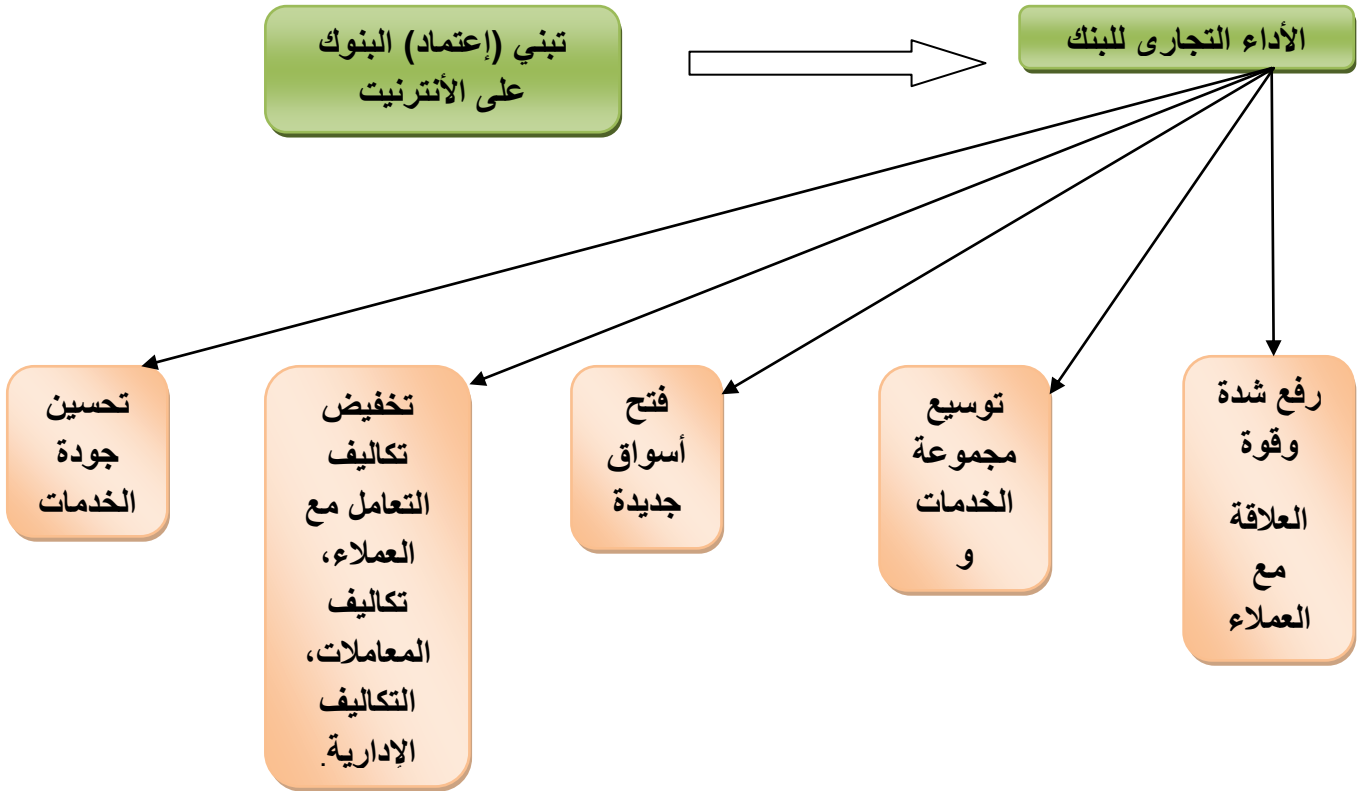 الأداء التجارى للبنك
تبني (إعتماد) البنوك
على الأنترنيت
رفع شدة
وقوة
العلاقة
مع
العملاء
توسيع
مجموعة
الخدمات
و
فتح
أسواق
جديدة
تخفيض
تكاليف
التعامل مع
العملاء،
تكاليف
المعاملات،
التكاليف
الإدارية.
تحسين
جودة
الخدمات